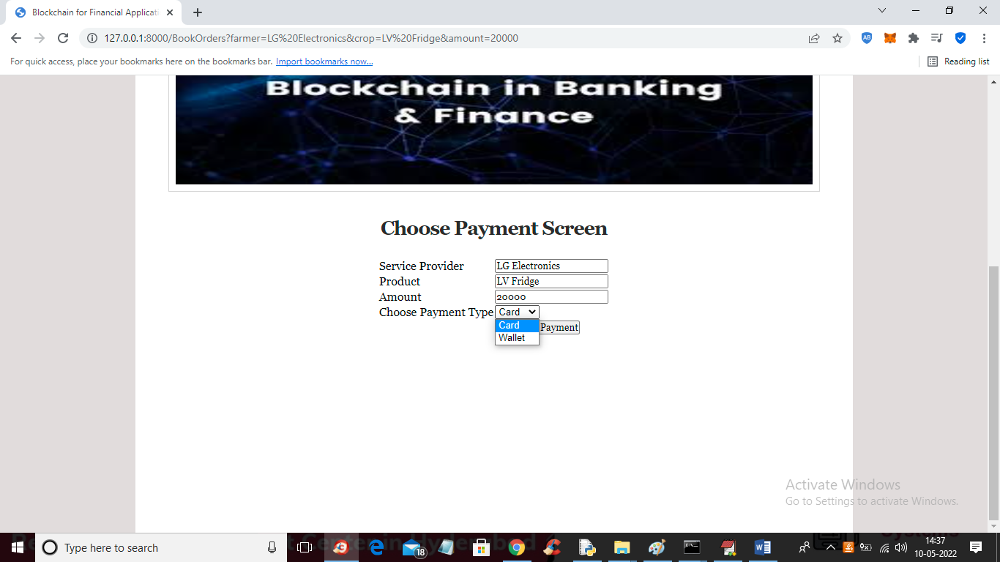 Blockchain for Financial Applicati
127.0.0.1:8000/BookOrders?farmer=LG%20Electronics&crop=LV%20Fridge&amount=20000
AB
For quick access, place your bookmarks here on the bookmarks bar. Import bookmarks now...
Reading list
Blockchain in Banking
& Finance
Choose Payment Screen
Service Provider LG Electronics
Product LV Fridge
Amount 20000
Choose Payment Type Card
Card
Payment
Wallet
Activate Windows
Go to Settings to activate Windows.
Systems
Type here to search
18
14:37
10-05-2022